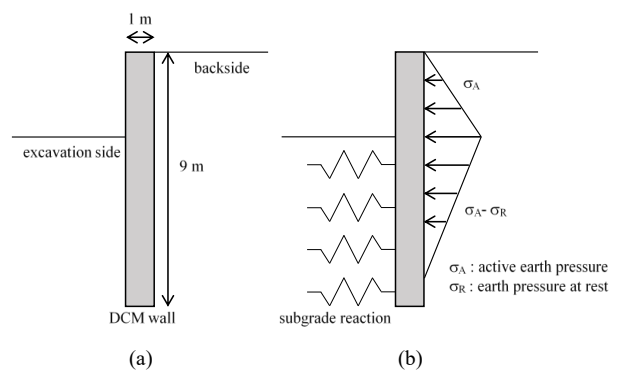 1 m
backside
excavation side
9 m
DCM wall
(a)
σA
σA- σR
σA : active earth pressure
σR : earth pressure at rest
subgrade reaction
(b)